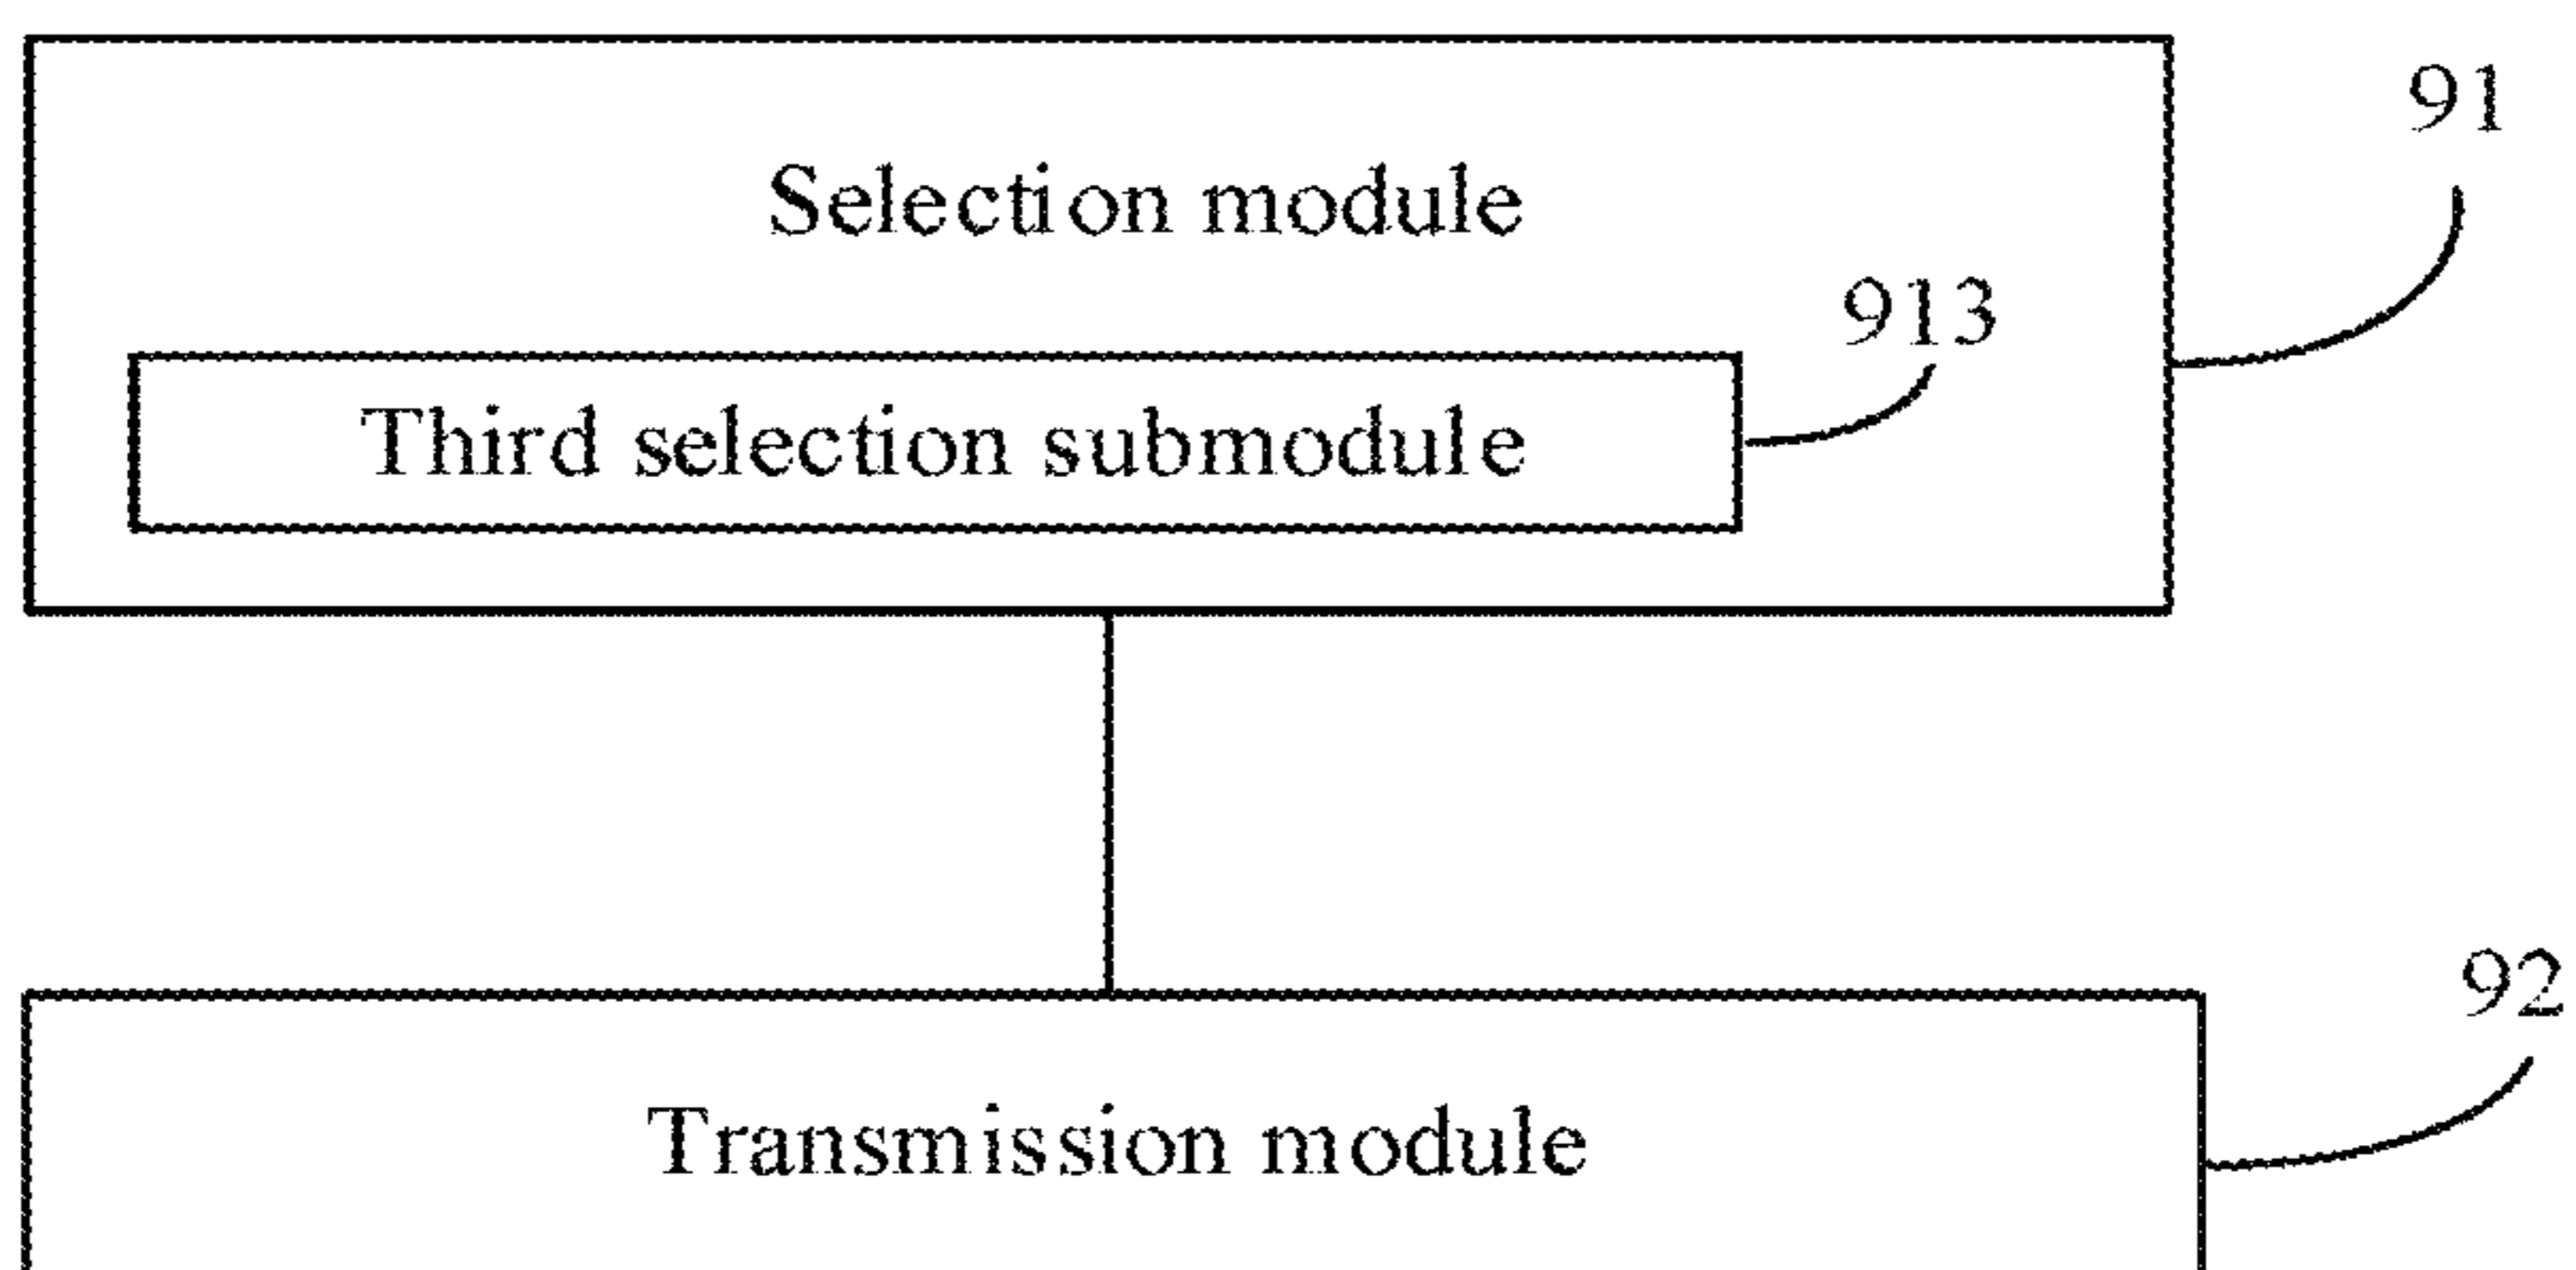 91
Selection module
913
Third selection submodule
92
Transmission module